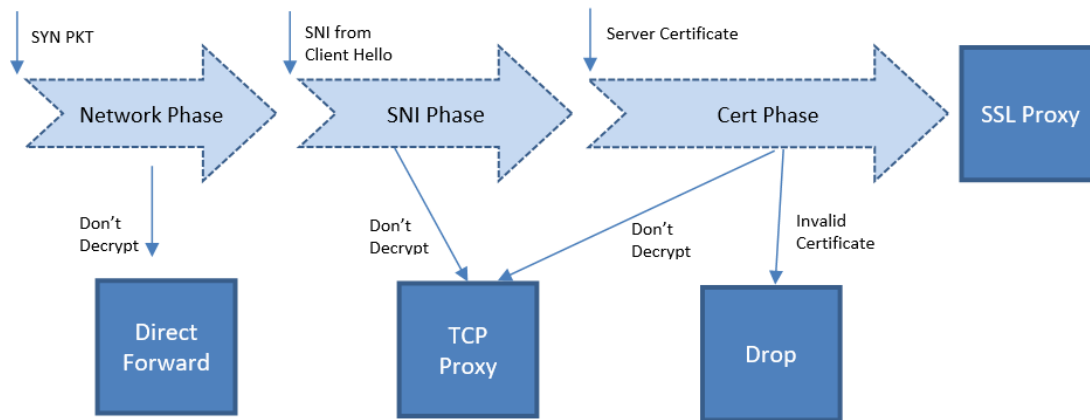 SYN PKT
SNI from
Client Hello
Server Certificate
Network Phase
SNI Phase
Cert Phase
SSL Proxy
Don’t
Decrypt
Don’t
Decrypt
Don’t
Decrypt
Invalid
Certificate
Direct
Forward
TCP
Proxy
Drop